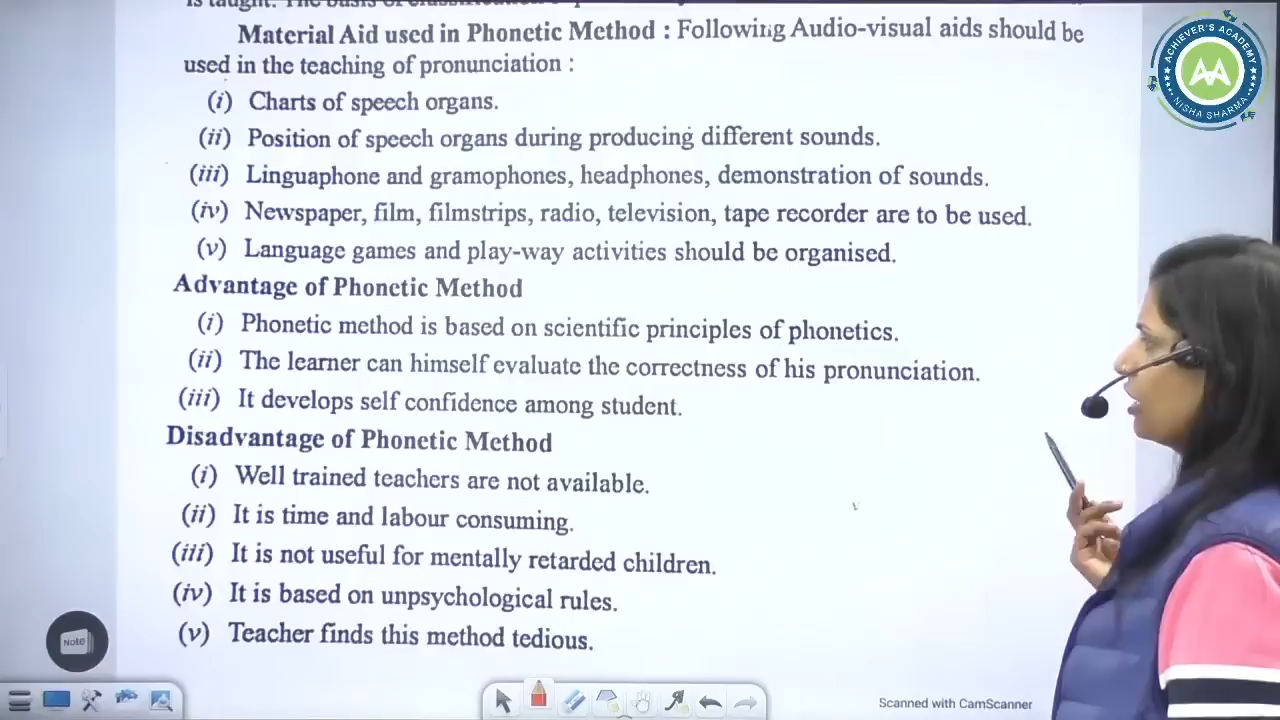 Material Aid used in Phonetic Method : Following Audio-visual aids should be
used in the teaching of pronunciation :
(i) Charts of speech organs.
(ii) Position of speech organs during producing different sounds.
(iii) Linguaphone and gramophones, headphones, demonstration of sounds.
(iv) Newspaper, film, filmstrips, radio, television, tape recorder are to be used.
(v) Language games and play-way activities should be organised.
Advantage of Phonetic Method
(i) Phonetic method is based on scientific principles of phonetics.
(ii) The learner can himself evaluate the correctness of his pronunciation.
(iii) It develops self confidence among student.
Disadvantage of Phonetic Method
(i) Well trained teachers are not available.
(ii) It is time and labour consuming.
(iii) It is not useful for mentally retarded children.
(iv) It is based on unpsychological rules.
(v) Teacher finds this method tedious.
Scanned with CamScanner
Note
ACHIEVER'S ACADEMY
AA
NISHA SHARMA